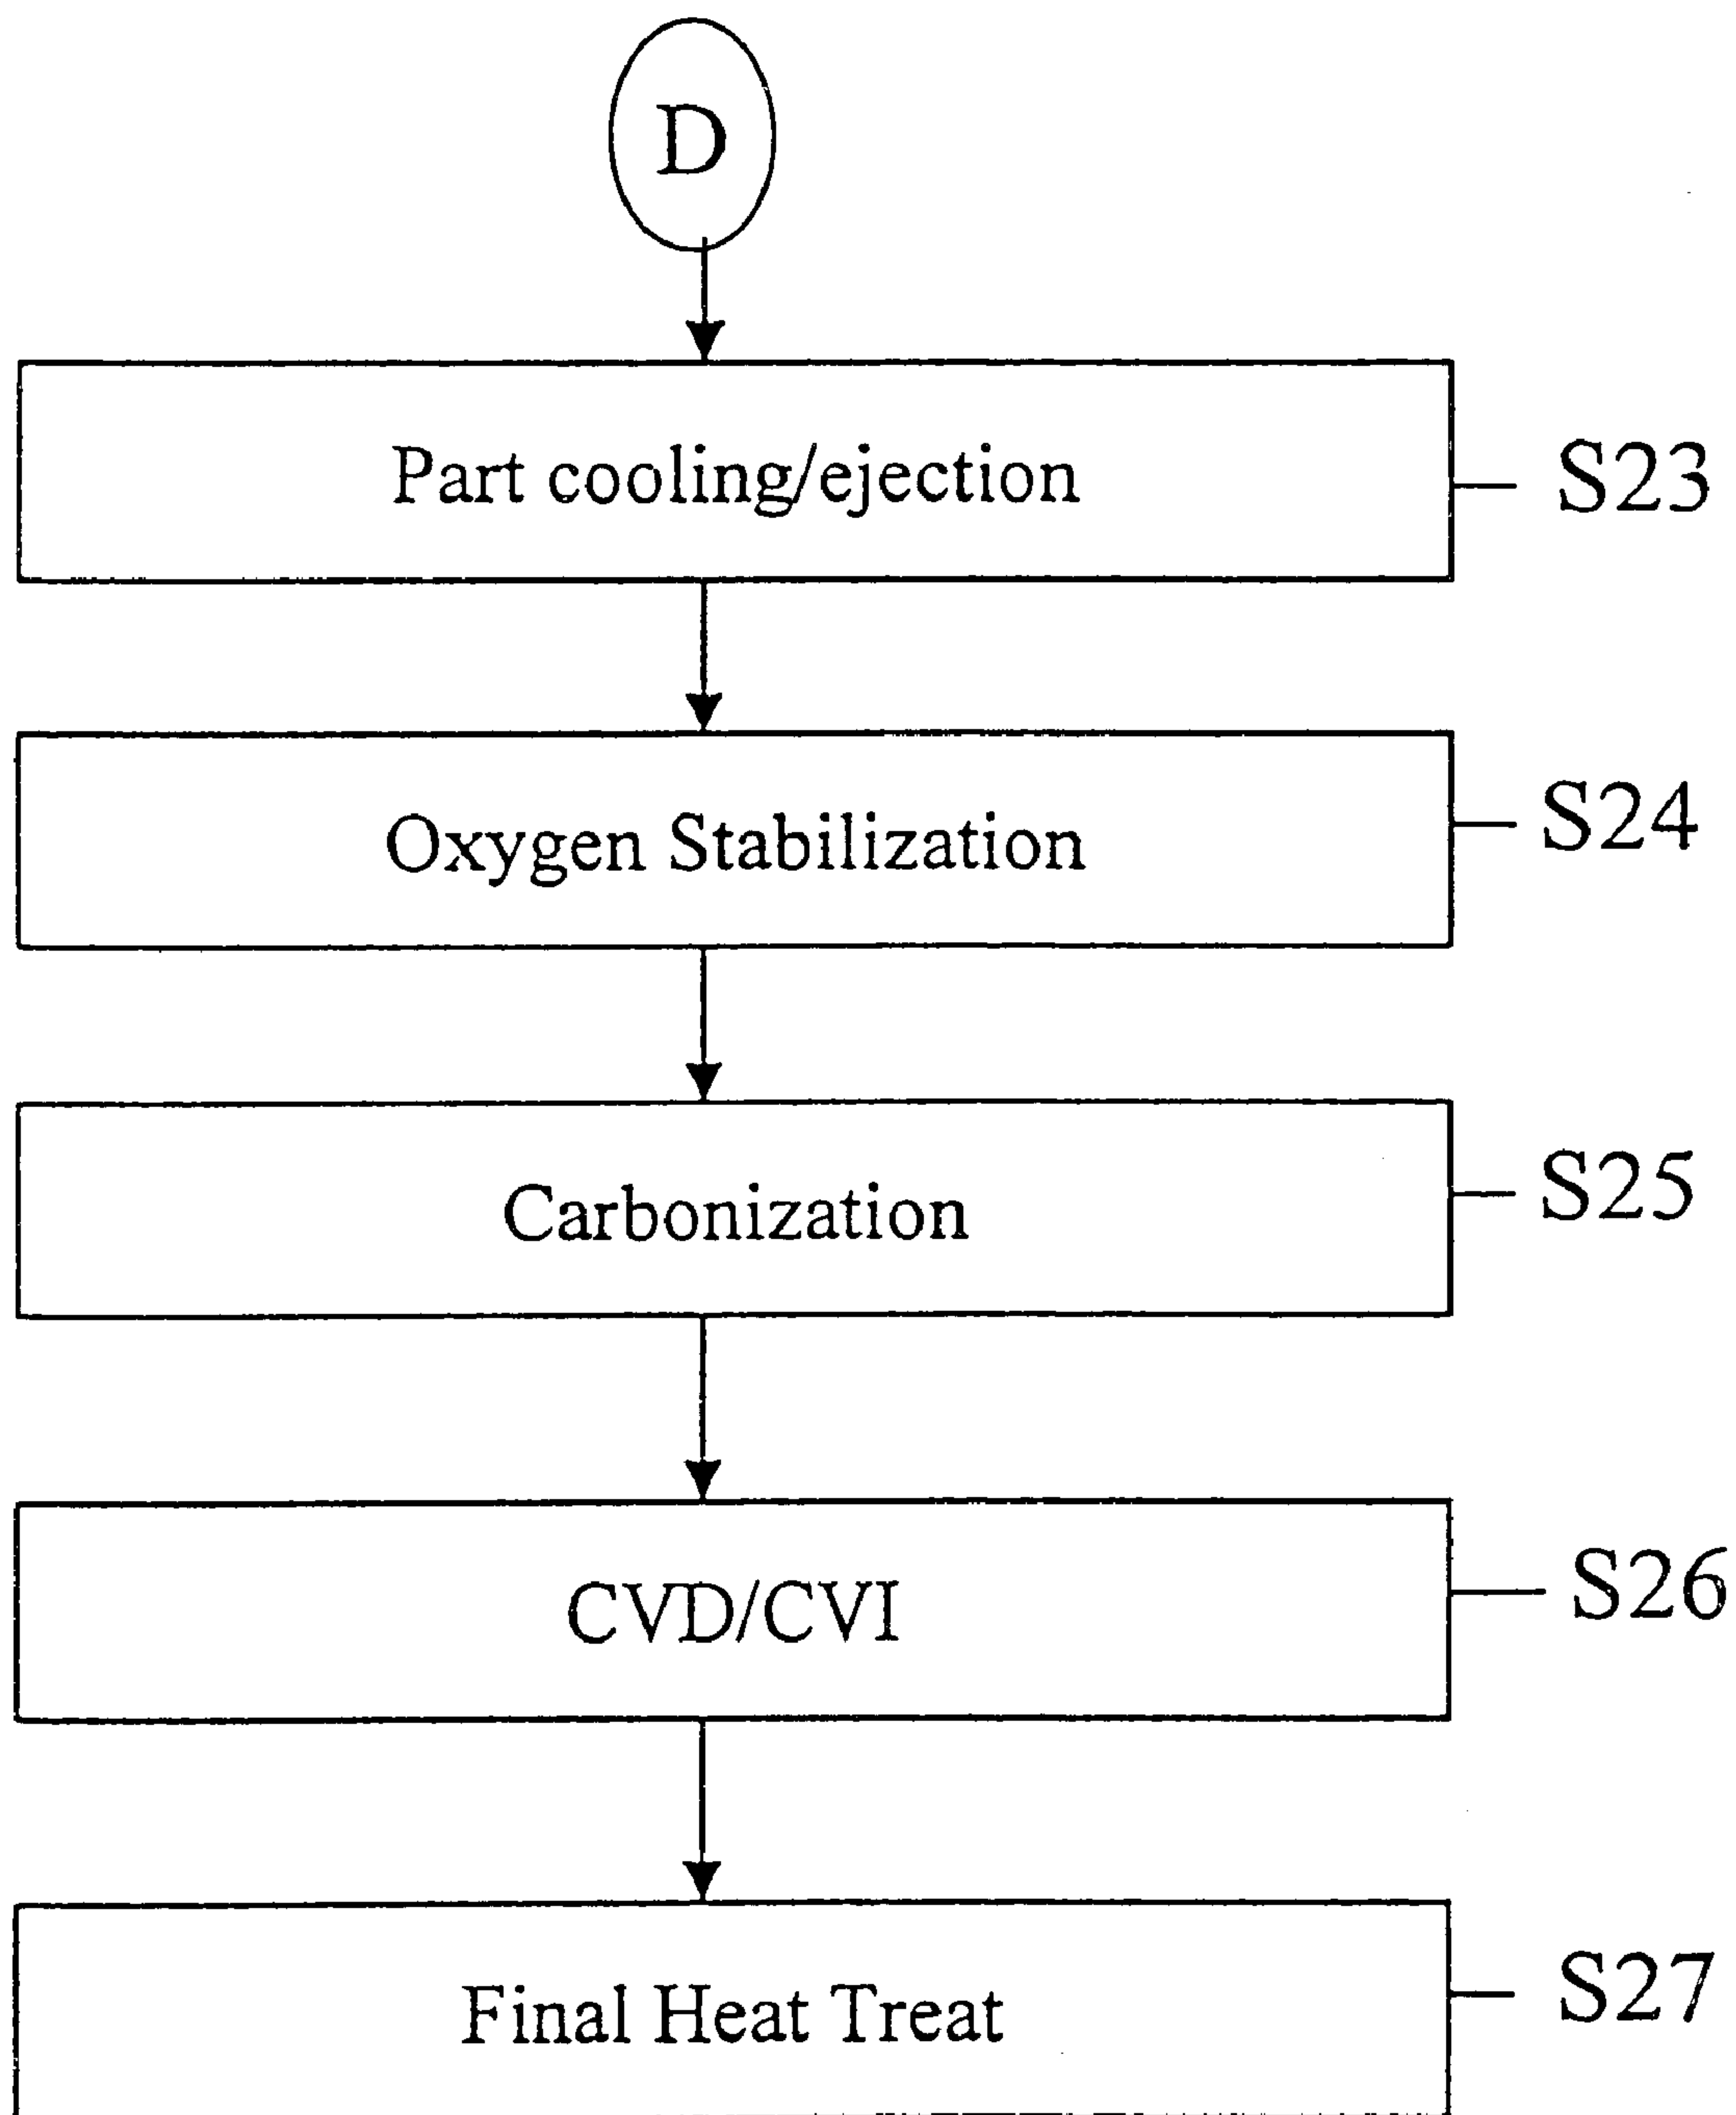 D
Part cooling/ejection
S23
Oxygen Stabilization
S24
Carbonization
S25
CVD/CVI
S26
Final Heat Treat
S27